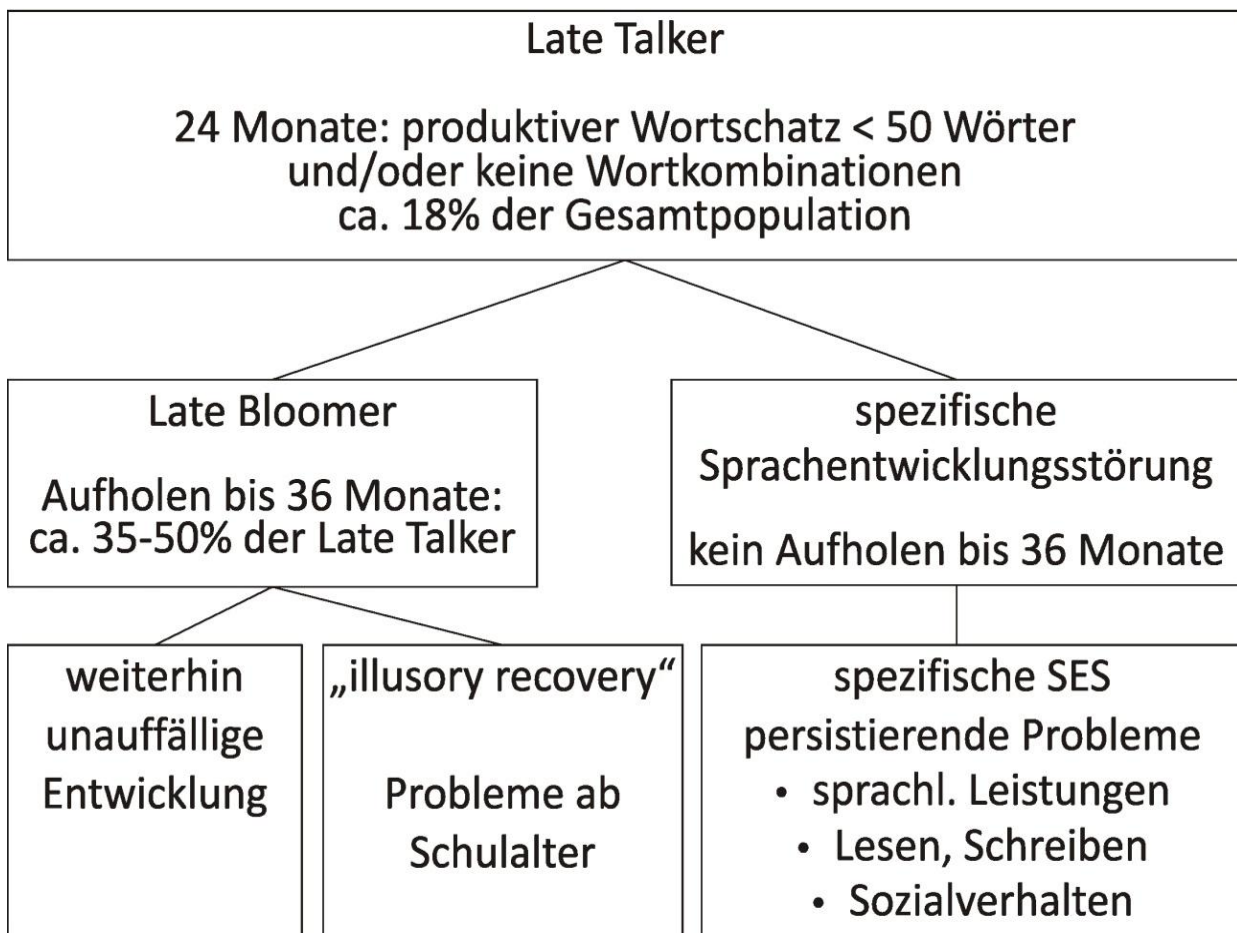 Late Talker
24 Monate: produktiver Wortschatz < 50 Wörter
und/oder keine Wortkombinationen
ca. 18% der Gesamtpopulation
Late Bloomer
Aufholen bis 36 Monate:
ca. 35-50% der Late Talker
spezifische
Sprachentwicklungsstörung
kein Aufholen bis 36 Monate
weiterhin
unauffällige
Entwicklung
„illusory recovery“
Probleme ab
Schulalter
spezifische SES
persistierende Probleme
• sprachl. Leistungen
• Lesen, Schreiben
• Sozialverhalten